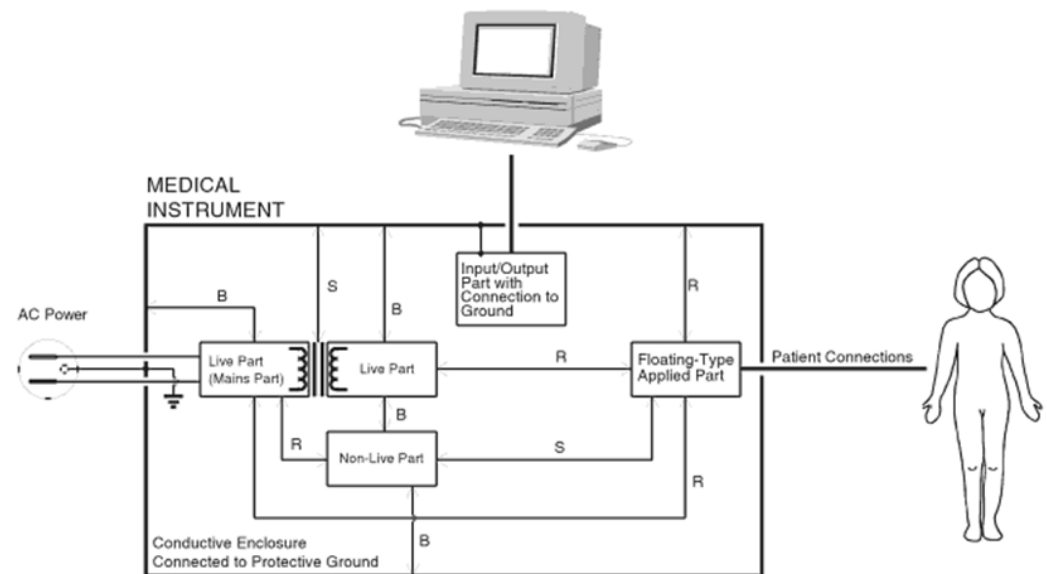 MEDICAL
INSTRUMENT
AC Power
B
S
B
Input/Output
Part with
Connection to
Ground
R
Live Part
(Mains Part)
Live Part
R
Floating-Type
Applied Part
Patient Connections
B
R
Non-Live Part
S
R
B
Conductive Enclosure
Connected to Protective Ground